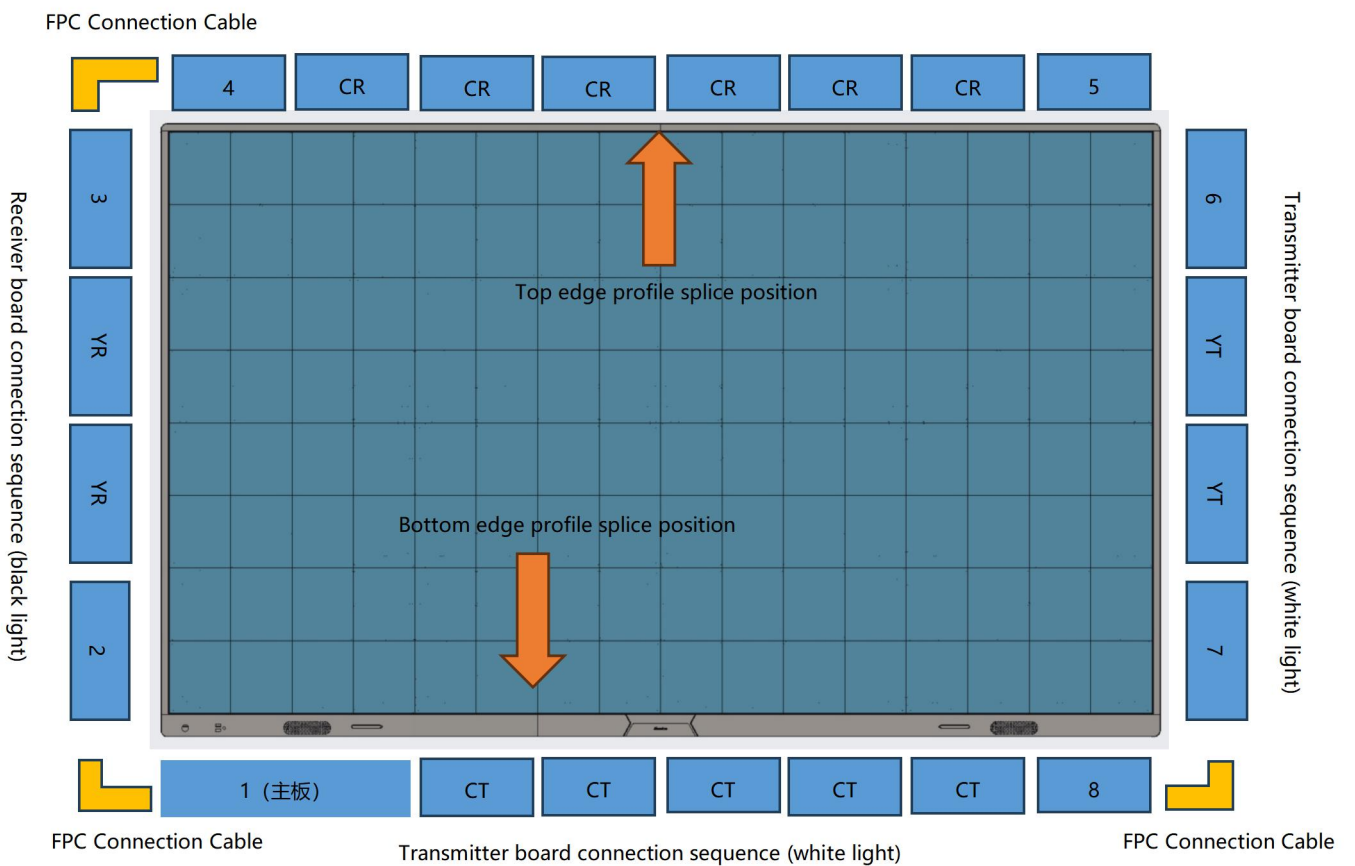 FPC Connection Cable
4
CR
CR
CR
CR
CR
CR
5
3
YR
YR
2
Receiver board connection sequence (black light)
6
YT
YT
7
Transmitter board connection sequence (white light)
Top edge profile splice position
Bottom edge profile splice position
1 (主板)
CT
CT
CT
CT
CT
8
FPC Connection Cable
Transmitter board connection sequence (white light)
FPC Connection Cable